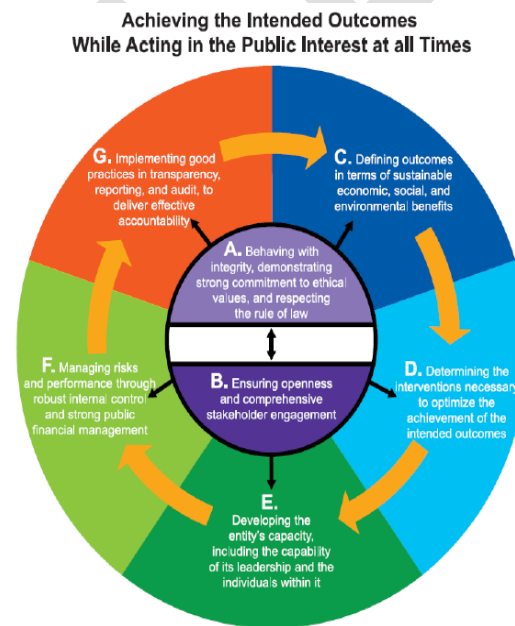 Achieving the Intended Outcomes
While Acting in the Public Interest at all Times
G. Implementing good
practices in transparency,
reporting, and audit, to
deliver effective
accountability
C. Defining outcomes
in terms of sustainable
economic, social, and
environmental benefits
A. Behaving with
integrity, demonstrating
strong commitment to ethical
values, and respecting
the rule of law
B. Ensuring openness
and comprehensive
stakeholder engagement
F. Managing risks
and performance through
robust internal control
and strong public
financial management
D. Determining the
interventions necessary
to optimize the
achievement of the
intended outcomes
E.
Developing the
entity's capacity,
including the capability
of its leadership and the
individuals within it